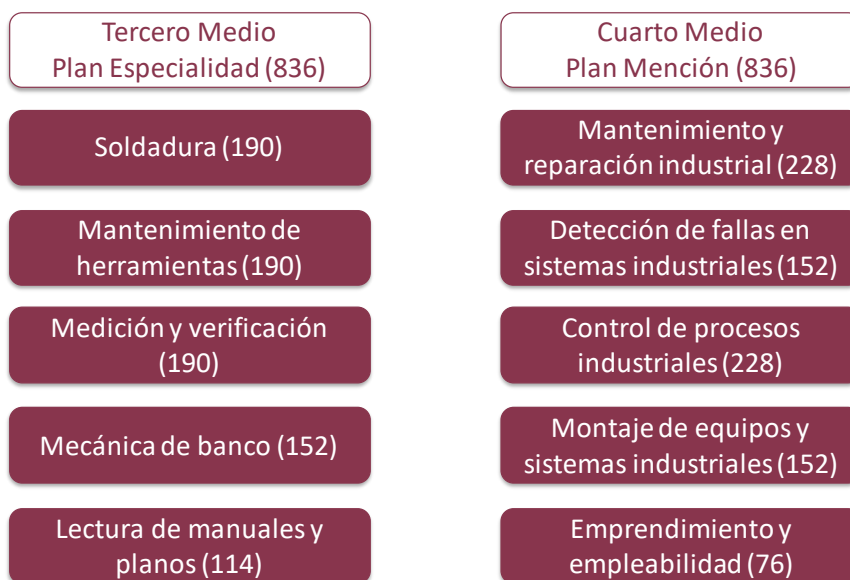 Tercero Medio
Plan Especialidad (836)
Soldadura (190)
Mantenimiento de
herramientas (190)
Medición y verificación
(190)
Mecánica de banco (152)
Lectura de manuales y
planos (114)
Cuarto Medio
Plan Mención (836)
Mantenimiento y
reparación industrial (228)
Detección de fallas en
sistemas industriales (152)
Control de procesos
industriales (228)
Montaje de equipos y
sistemas industriales (152)
Emprendimiento y
empleabilidad (76)